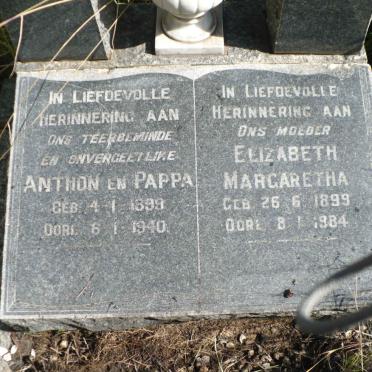 In Liefdevolle
Herinnering aan
Ons teerbeminde
en onvergeetlike
Anthon en Pappa
Geb. 4·1·1899
Oorl. 6·1·1940.
In Liefdevolle
Herinnering aan
Ons moeder
Elizabeth
Margaretha
Geb. 26·6·1899
Oorl. 8·1·1984